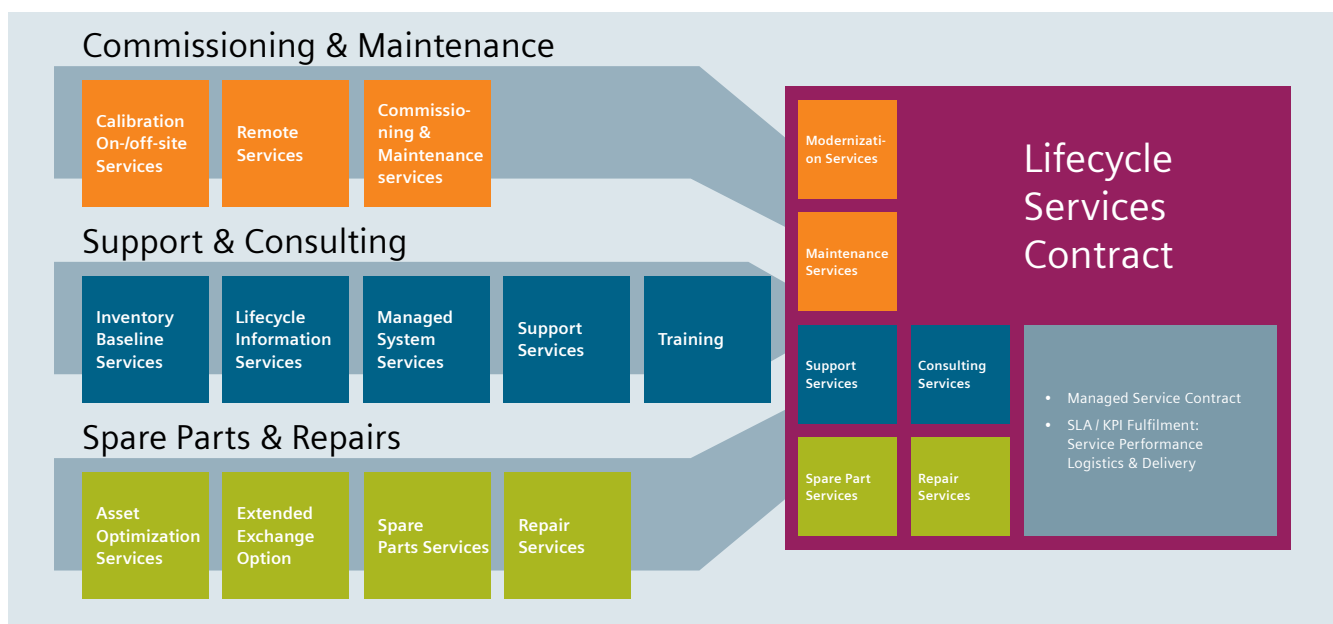 Commissioning & Maintenance
Calibration
On-/off-site
Services
Remote
Services
Commissio-
ning &
Maintenance
services
Support & Consulting
Inventory
Baseline
Services
Lifecycle
Information
Services
Managed
System
Services
Support
Services
Training
Spare Parts & Repairs
Asset
Optimization
Services
Extended
Exchange
Option
Spare
Parts Services
Repair
Services
Lifecycle
Services
Contract
Modernizati-
on Services
Maintenance
Services
Support
Services
Consulting
Services
Spare Part
Services
Repair
Services
• Managed Service Contract
• SLA / KPI Fulfilment:
Service Performance
Logistics & Delivery